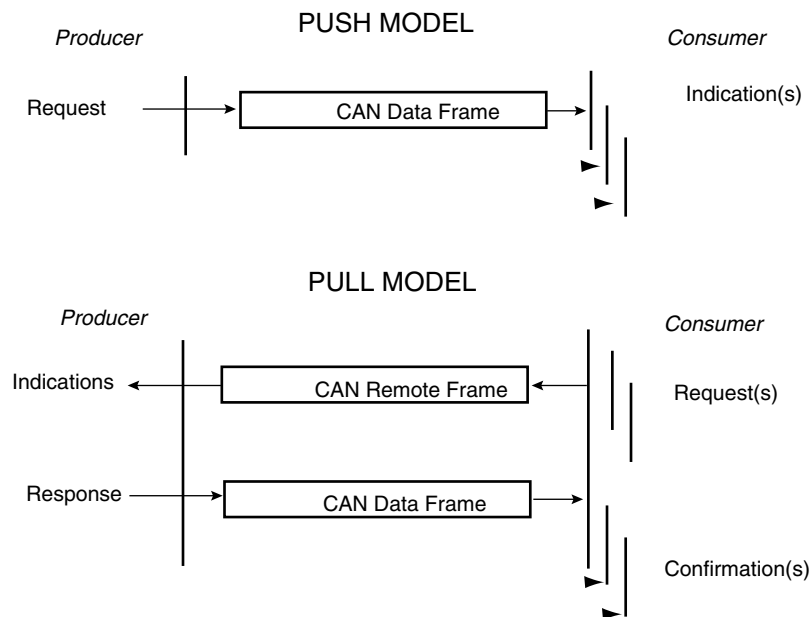 PUSH MODEL
Producer
Consumer
Request
CAN Data Frame
Indication(s)
PULL MODEL
Producer
Consumer
Indications
CAN Remote Frame
Request(s)
Response
CAN Data Frame
Confirmation(s)